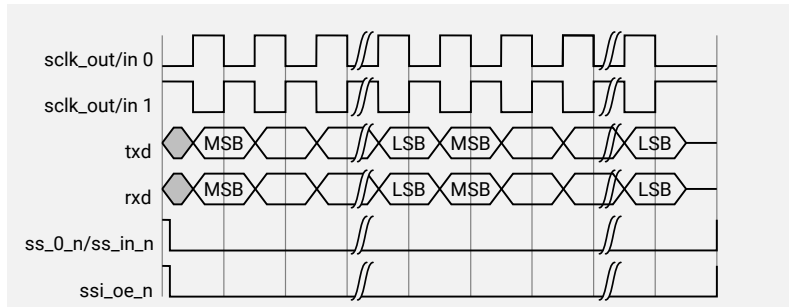 sclk_out/in 0
sclk_out/in 1
txd MSB LSB MSB LSB
rxd MSB LSB MSB LSB
ss_0_n/ss_in_n
ssi_oe_n